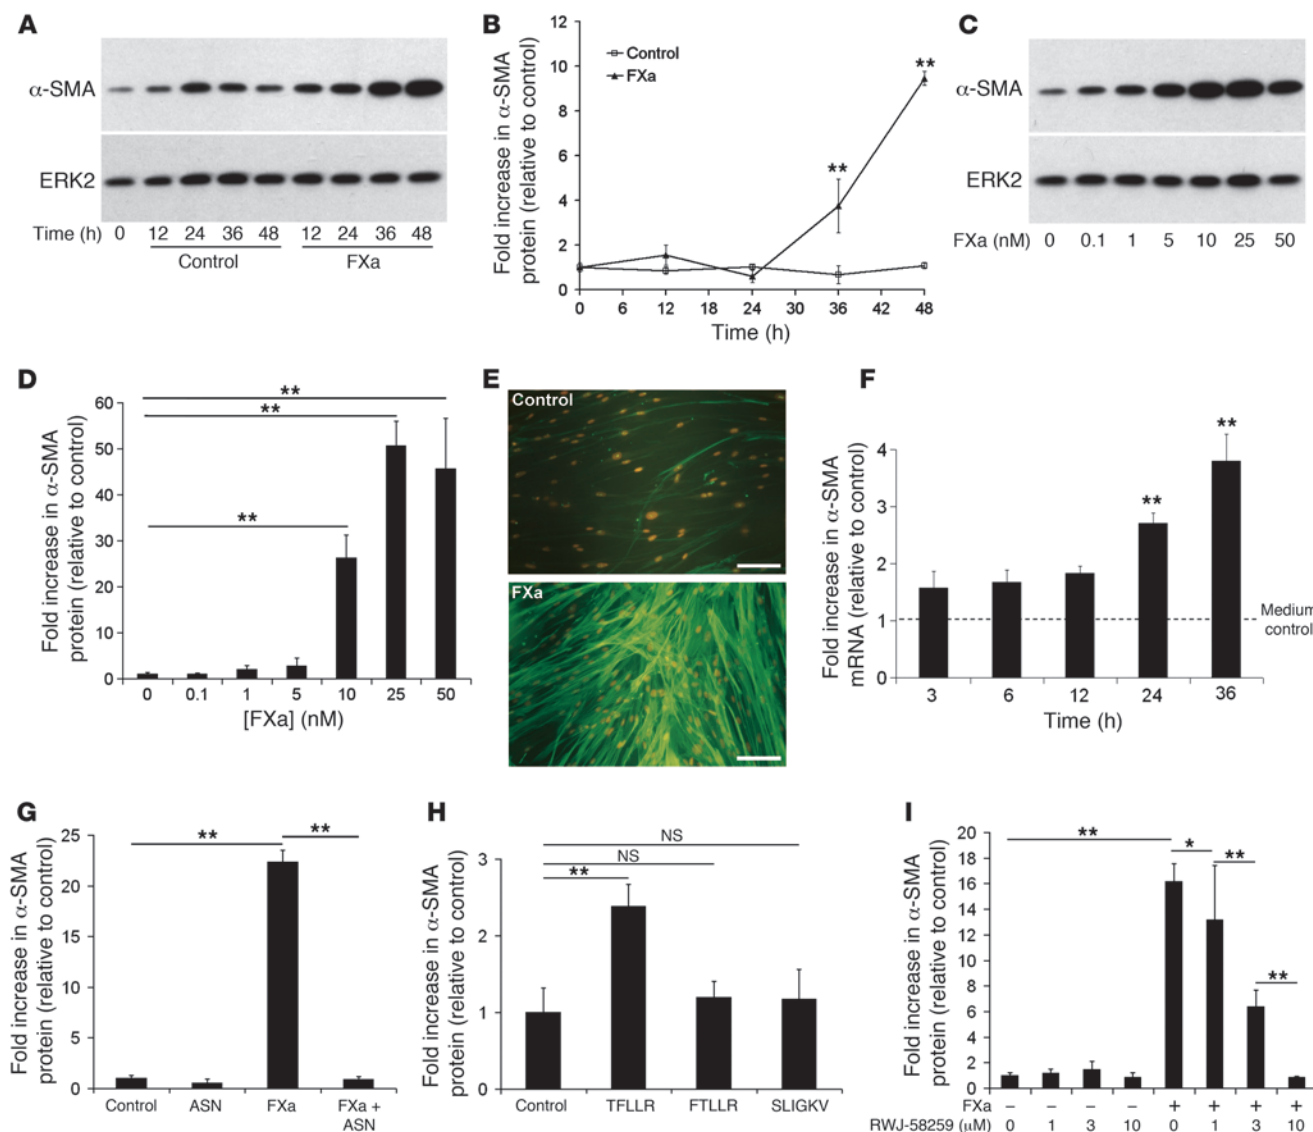 A
α-SMA
ERK2
Time (h) 0 12 24 36 48 12 24 36 48
Control FXa
B
Fold increase in α-SMA
protein (relative to control)
12
10
8
6
4
2
0
Control
FXa
**
**
0 6 12 18 24 30 36 42 48
Time (h)
C
α-SMA
ERK2
FXa (nM) 0 0.1 1 5 10 25 50
D
Fold increase in α-SMA
protein (relative to control)
60
50
40
30
20
10
0
**
**
**
0 0.1 1 5 10 25 50
[FXa] (nM)
E
Control
FXa
F
Fold increase in α-SMA
mRNA (relative to control)
4
3
2
1
0
**
**
Medium
control
3 6 12 24 36
Time (h)
G
Fold increase in α-SMA
protein (relative to control)
25
20
15
10
5
0
** **
Control ASN FXa FXa +
ASN
H
Fold increase in α-SMA
protein (relative to control)
3
2
1
0
NS
NS
**
Control TFLLR FTLLR SLIGKV
I
Fold increase in α-SMA
protein (relative to control)
20
18
16
14
12
10
8
6
4
2
0
**
*
**
**
FXa – – – – + + + +
RWJ-58259 (μM) 0 1 3 10 0 1 3 10